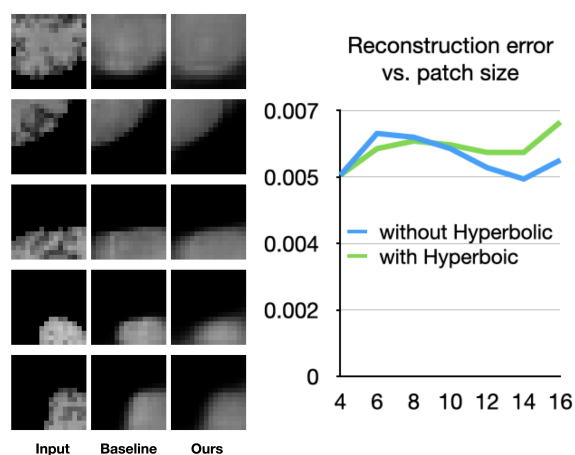 Input Baseline Ours
Reconstruction error
vs. patch size
0.007
0.005
0.004
0.002
0
without Hyperbolic
with Hyperboic
4 6 8 10 12 14 16